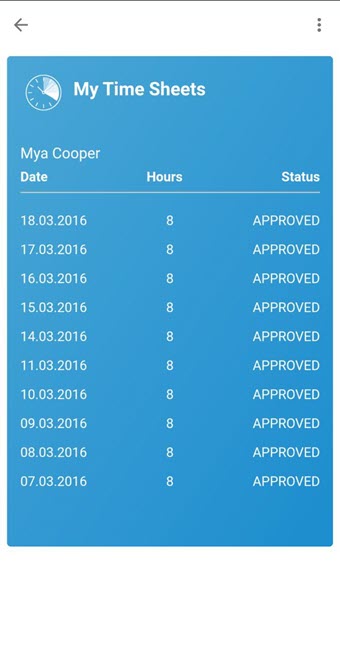 My Time Sheets
Mya Cooper
Date Hours Status
18.03.2016 8 APPROVED
17.03.2016 8 APPROVED
16.03.2016 8 APPROVED
15.03.2016 8 APPROVED
14.03.2016 8 APPROVED
11.03.2016 8 APPROVED
10.03.2016 8 APPROVED
09.03.2016 8 APPROVED
08.03.2016 8 APPROVED
07.03.2016 8 APPROVED